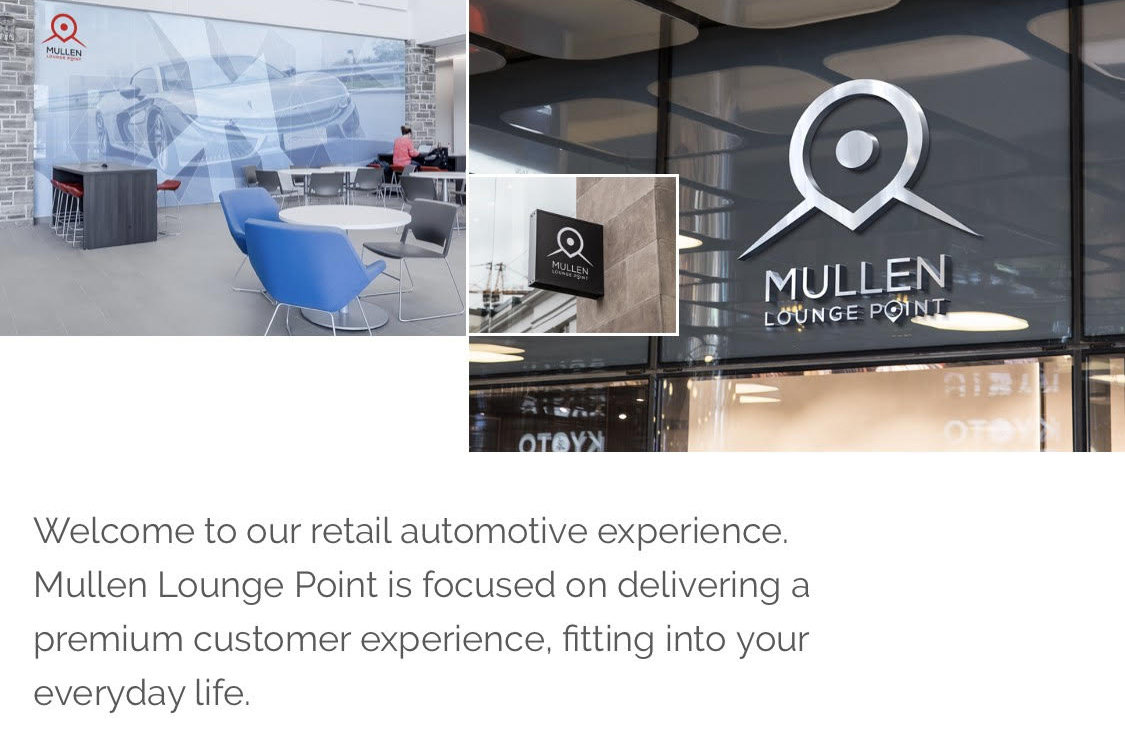 MULLEN
LOUNGE POINT
MULLEN
LOUNGE POINT
MULLEN
LOUNGE POINT
KYOTO
Welcome to our retail automotive experience.
Mullen Lounge Point is focused on delivering a
premium customer experience, fitting into your
everyday life.